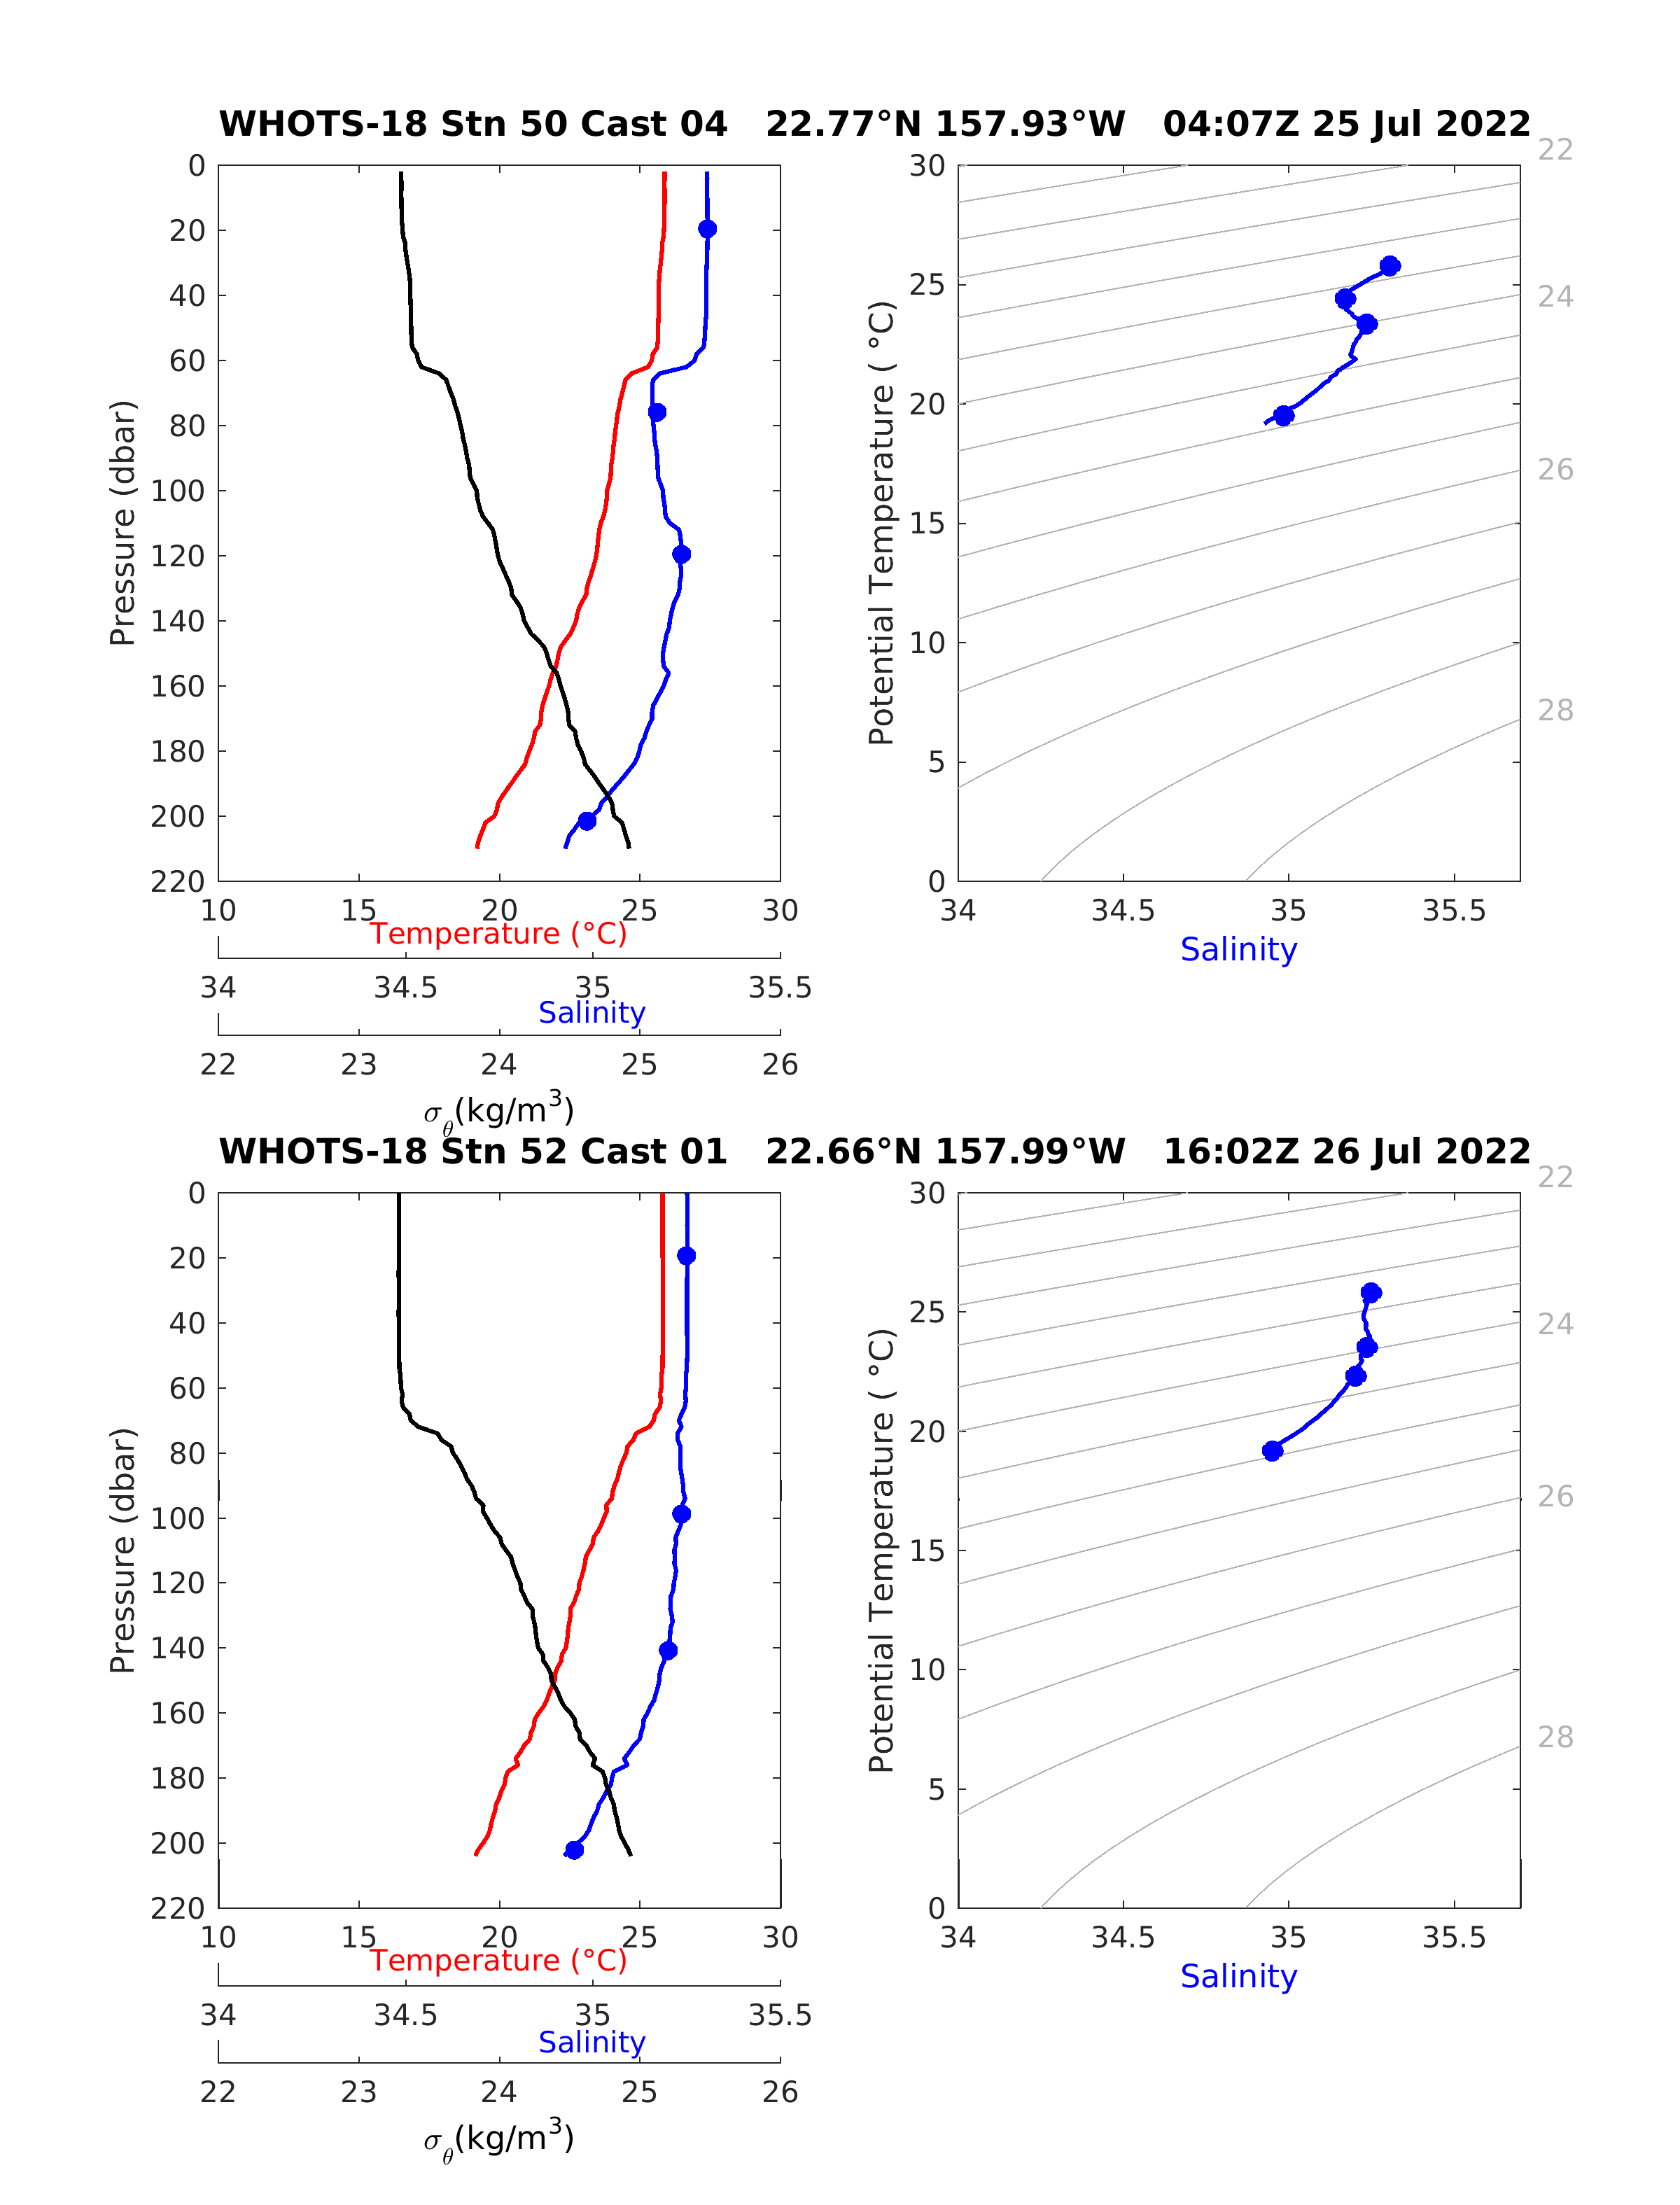 WHOTS-18 Stn 50 Cast 04   22.77°N 157.93°W   04:07Z 25 Jul 2022
0
20
40
60
80
100
120
140
160
180
200
220
Pressure (dbar)
10 15 20 25 30
Temperature (°C)
34 34.5 35 35.5
Salinity
22 23 24 25 26
σθ(kg/m³)
30
25
20
15
10
5
0
Potential Temperature ( °C)
34 34.5 35 35.5
Salinity
22
24
26
28
WHOTS-18 Stn 52 Cast 01   22.66°N 157.99°W   16:02Z 26 Jul 2022
0
20
40
60
80
100
120
140
160
180
200
220
Pressure (dbar)
10 15 20 25 30
Temperature (°C)
34 34.5 35 35.5
Salinity
22 23 24 25 26
σθ(kg/m³)
30
25
20
15
10
5
0
Potential Temperature ( °C)
34 34.5 35 35.5
Salinity
22
24
26
28